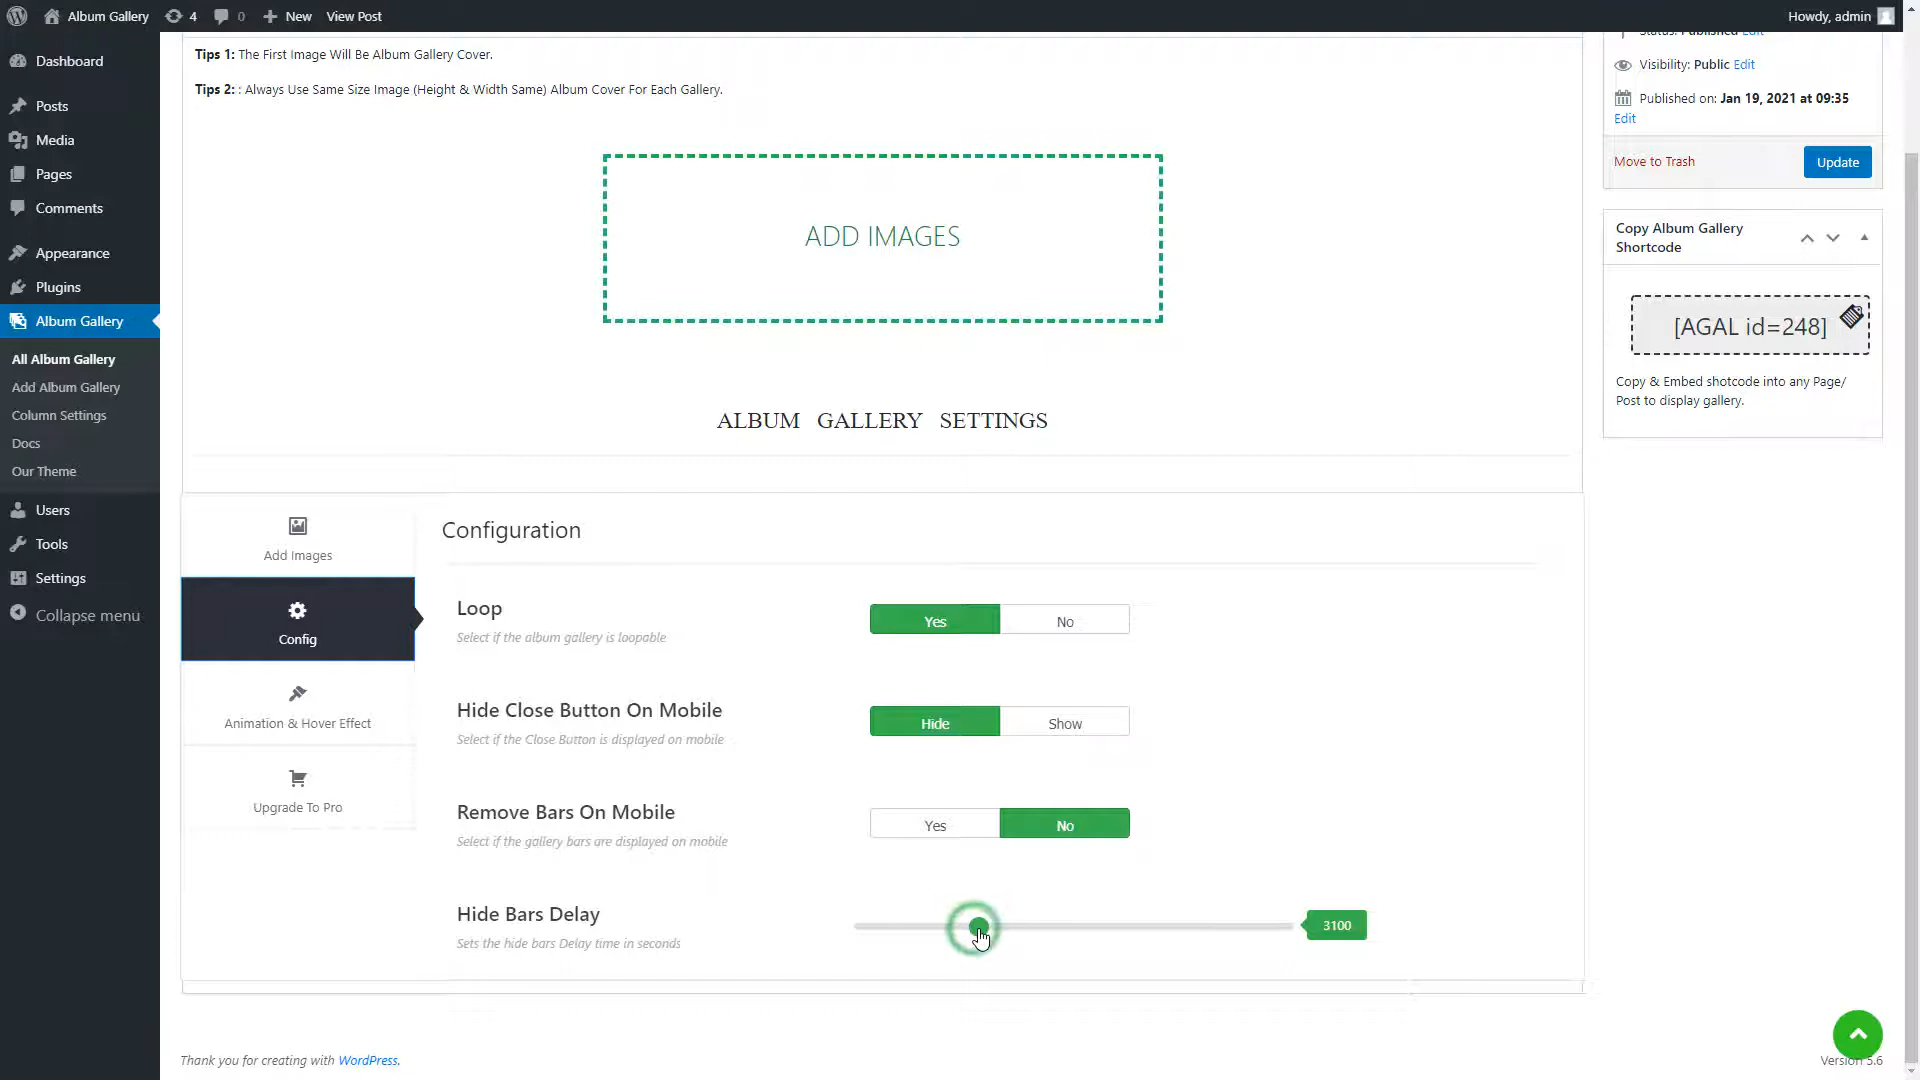 Album Gallery 4 0 New View Post Howdy, admin
Dashboard
Posts
Media
Pages
Comments
Appearance
Plugins
Album Gallery
All Album Gallery
Add Album Gallery
Column Settings
Docs
Our Theme
Users
Tools
Settings
Collapse menu
Tips 1: The First Image Will Be Album Gallery Cover.
Tips 2: : Always Use Same Size Image (Height & Width Same) Album Cover For Each Gallery.
ADD IMAGES
ALBUM GALLERY SETTINGS
Add Images
Config
Animation & Hover Effect
Upgrade To Pro
Configuration
Loop
Select if the album gallery is loopable
Yes No
Hide Close Button On Mobile
Select if the Close Button is displayed on mobile
Hide Show
Remove Bars On Mobile
Select if the gallery bars are displayed on mobile
Yes No
Hide Bars Delay
Sets the hide bars Delay time in seconds
3100
Status: Published Edit
Visibility: Public Edit
Published on: Jan 19, 2021 at 09:35
Edit
Move to Trash Update
Copy Album Gallery
Shortcode
[AGAL id=248]
Copy & Embed shotcode into any Page/
Post to display gallery.
Thank you for creating with WordPress.
Version 5.6